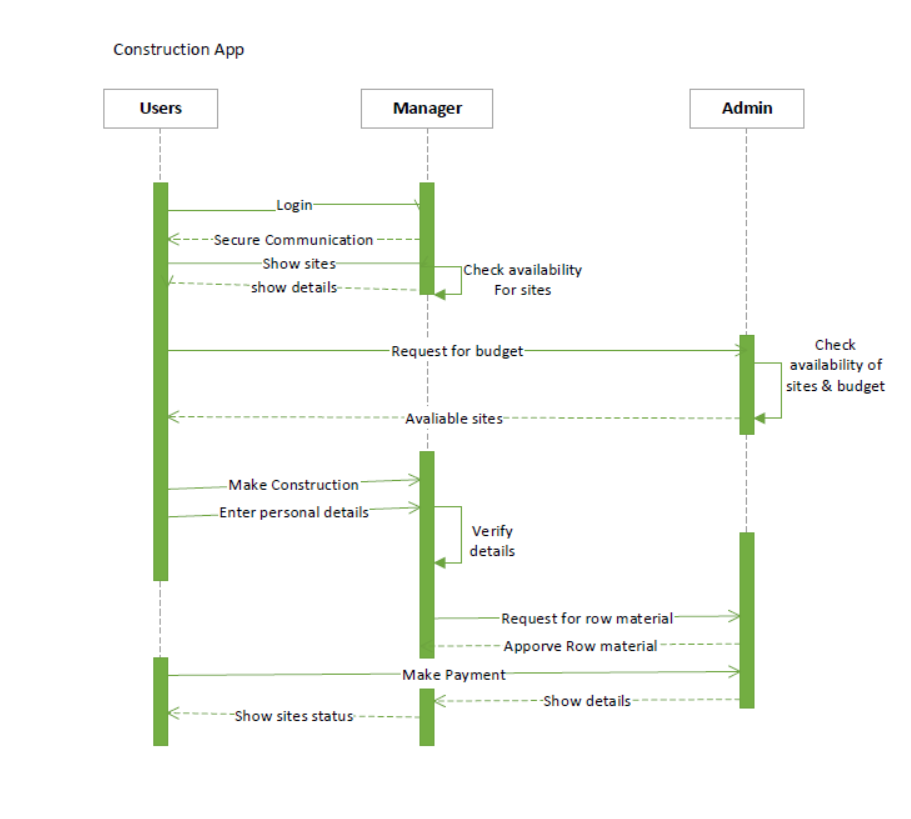 Construction App
Users
Manager
Admin
Login
Secure Communication
Show sites
Check availability
For sites
show details
Request for budget
Check
availability of
sites & budget
Avaliable sites
Make Construction
Enter personal details
Verify
details
Request for row material
Apporve Row material
Make Payment
Show details
Show sites status